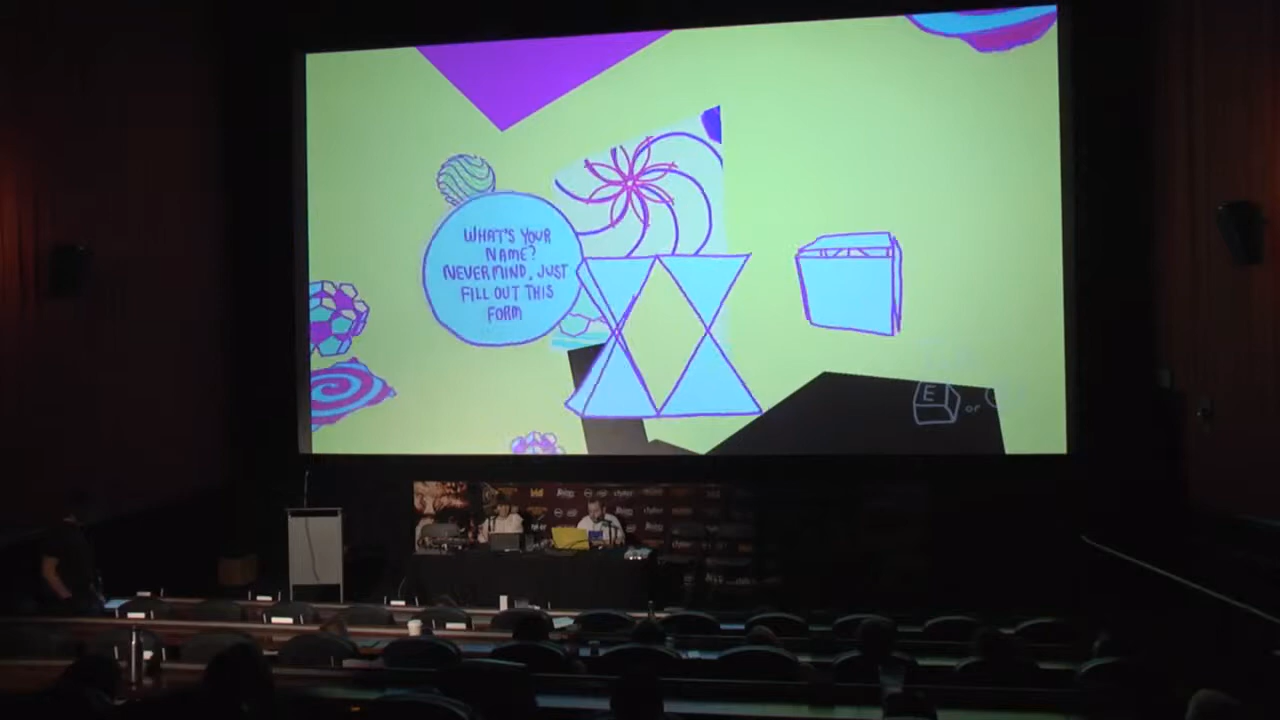 WHAT'S YOUR
NAME?
NEVERMIND, JUST
FILL OUT THIS
FORM
E or